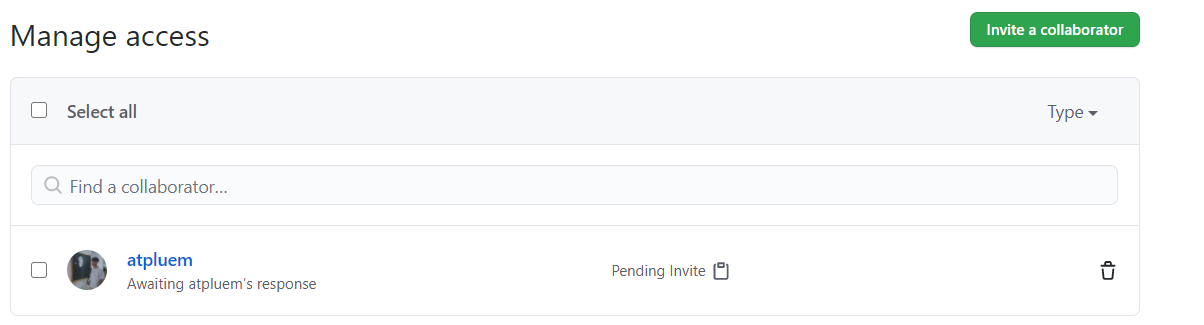 Manage access
Invite a collaborator
Select all
Type
Find a collaborator...
atpluem
Awaiting atpluem's response
Pending Invite